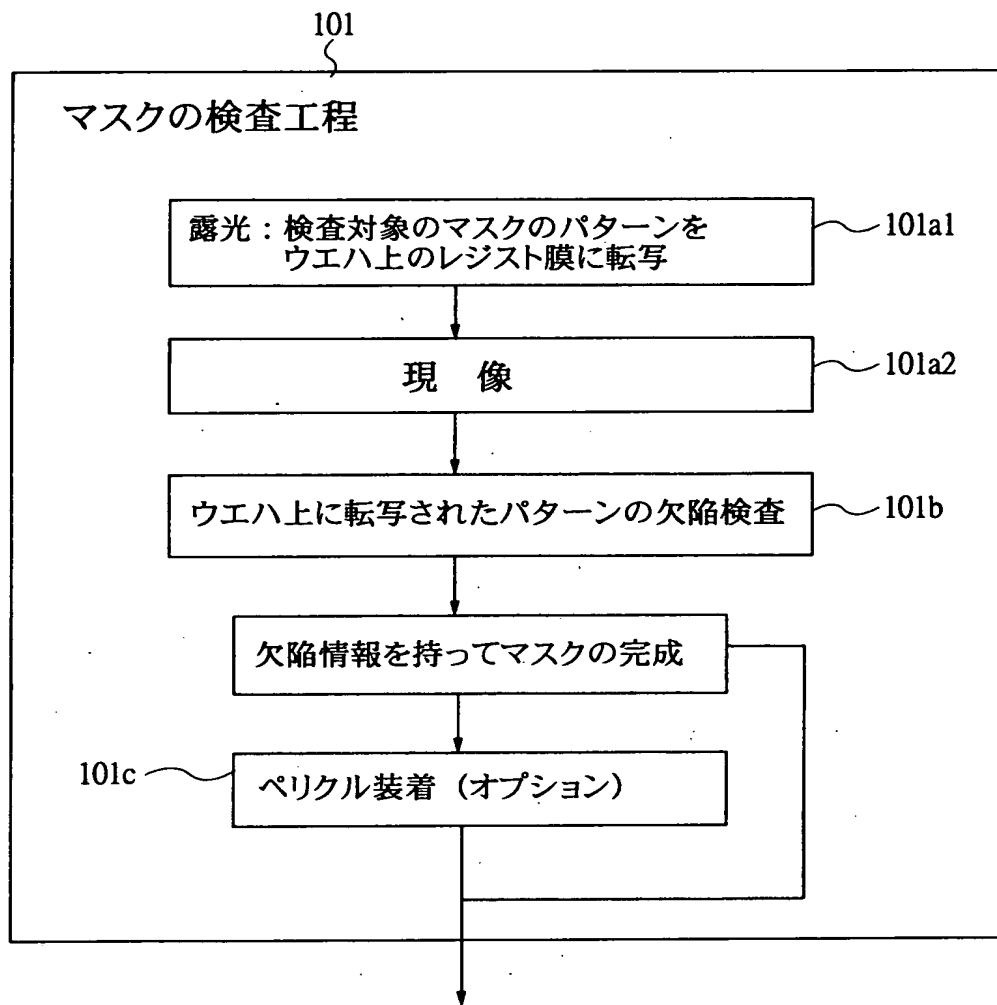 101
マスクの検査工程
露光：検査対象のマスクのパターンを
ウエハ上のレジスト膜に転写
101a1
現 像
101a2
ウエハ上に転写されたパターンの欠陥検査
101b
欠陥情報を持ってマスクの完成
101c
ペリクル装着（オプション）